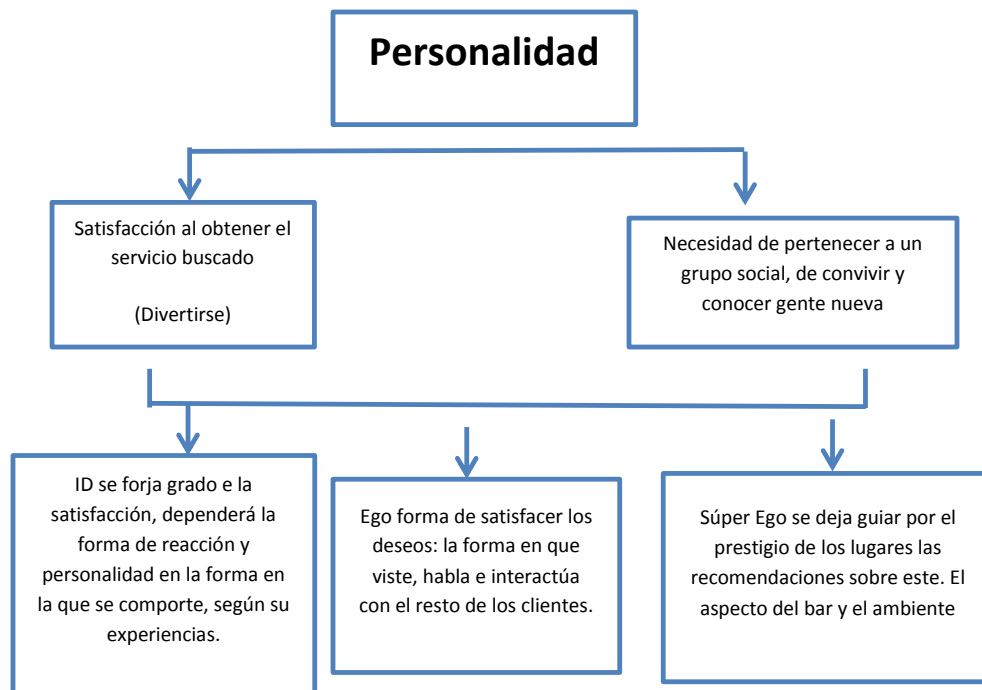 Personalidad
Satisfacción al obtener el
servicio buscado
(Divertirse)
Necesidad de pertenecer a un
grupo social, de convivir y
conocer gente nueva
ID se forja grado e la
satisfacción, dependerá la
forma de reacción y
personalidad en la forma en
la que se comporte, según su
experiencias.
Ego forma de satisfacer los
deseos: la forma en que
viste, habla e interactúa
con el resto de los clientes.
Súper Ego se deja guiar por el
prestigio de los lugares las
recomendaciones sobre este. El
aspecto del bar y el ambiente